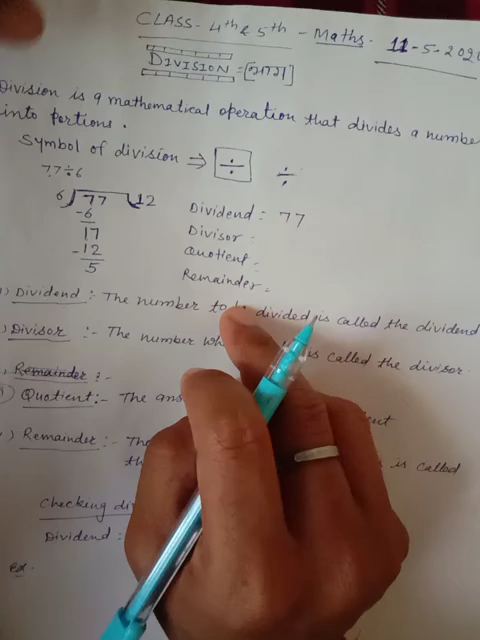 CLASS - 4th & 5th - Maths - 11-5-202
DIVISION = [भाग]
Division is a mathematical operation that divides a number
into portions.
Symbol of division ⇒ ÷ ÷
77÷6
6 ) 77 ( 12
-6
17
-12
5
Dividend = 77
Divisor =
Quotient =
Remainder =
) Dividend :- The number to be divided is called the dividend
) Divisor :- The number wh is called the divisor.
) Remainder :-
) Quotient :- The ans
) Remainder :- The is called
th
Checking di
Dividend =
ex.